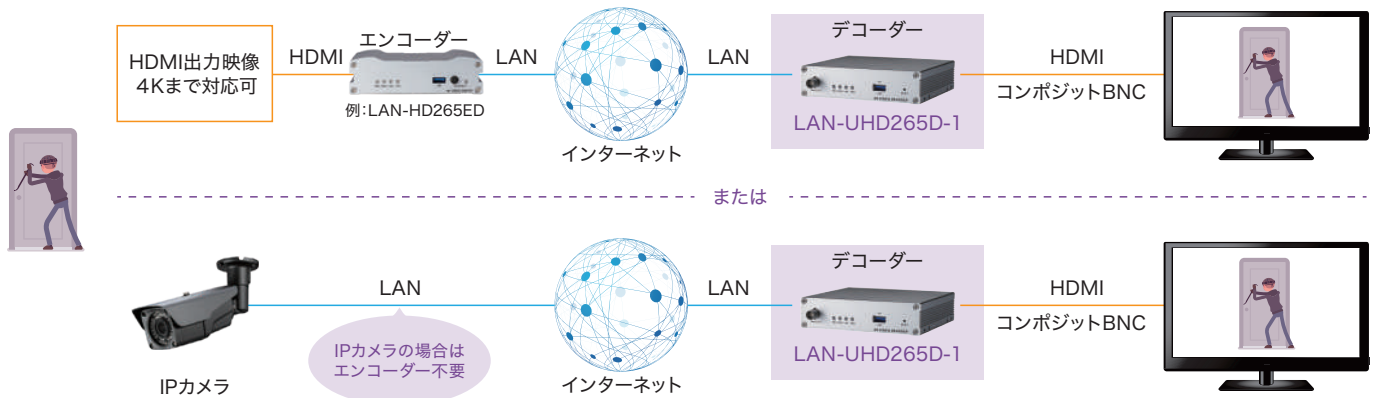 HDMI出力映像
4Kまで対応可
HDMI
エンコーダー
例:LAN-HD265ED
LAN
インターネット
LAN
デコーダー
LAN-UHD265D-1
HDMI
コンポジットBNC
または
IPカメラ
LAN
IPカメラの場合は
エンコーダー不要
インターネット
LAN
デコーダー
LAN-UHD265D-1
HDMI
コンポジットBNC